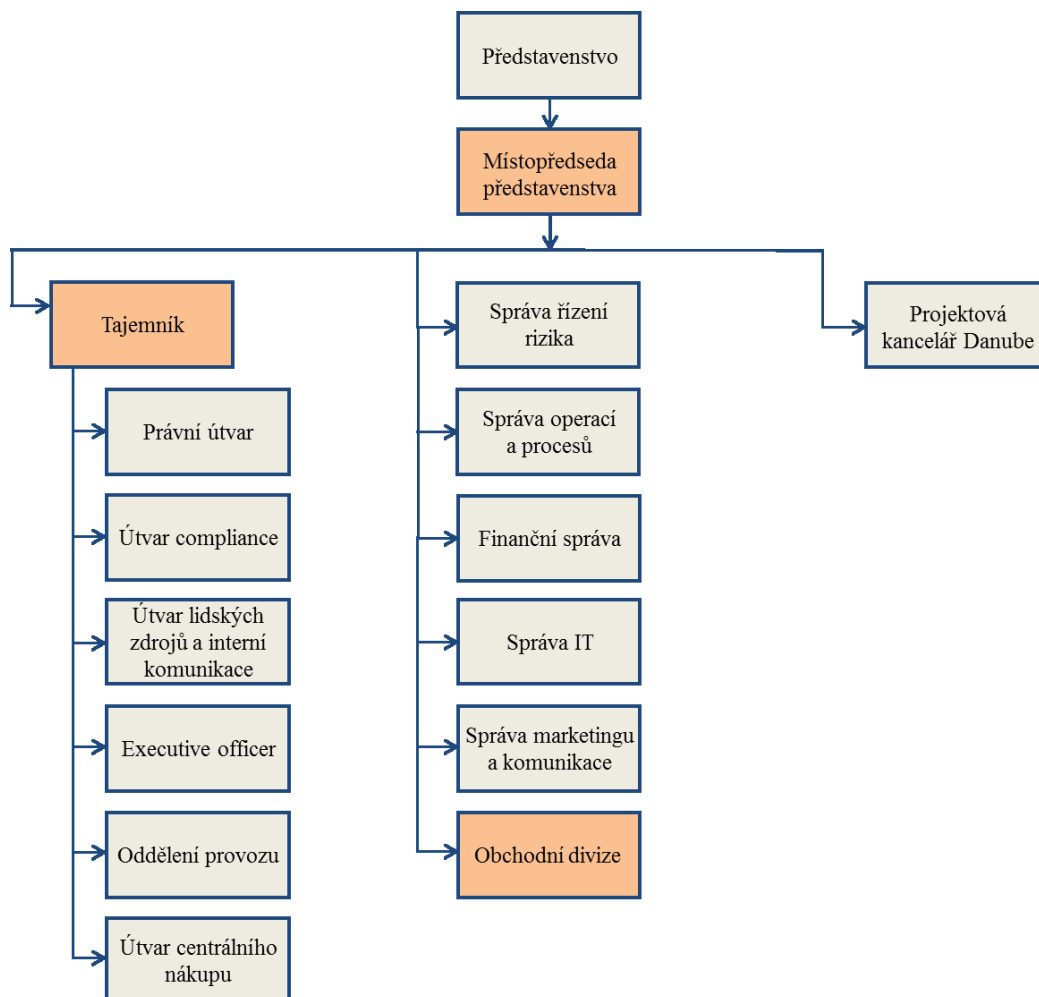 Představenstvo
Místopředseda
představenstva
Tajemník
Právní útvar
Útvar compliance
Útvar lidských
zdrojů a interní
komunikace
Executive officer
Oddělení provozu
Útvar centrálního
nákupu
Správa řízení
rizika
Správa operací
a procesů
Finanční správa
Správa IT
Správa marketingu
a komunikace
Obchodní divize
Projektová
kancelář Danube